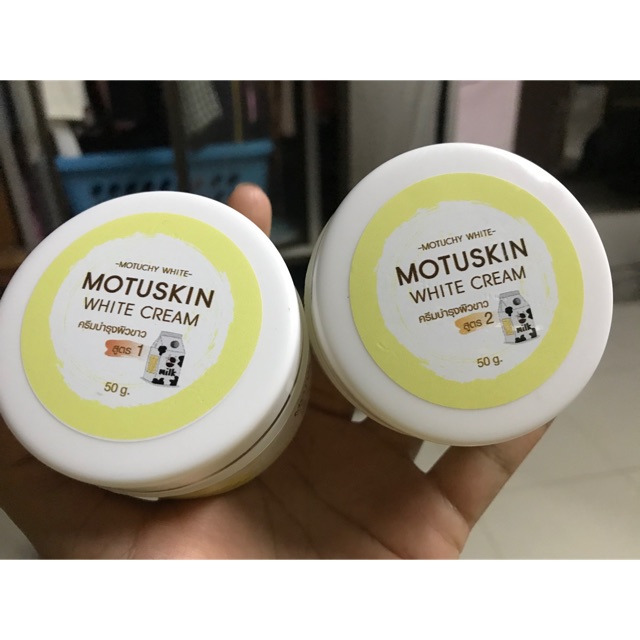 -MOTUCHY WHITE-
MOTUSKIN
WHITE CREAM
ครีมบำรุงผิวขาว
สูตร 1
milk
50 g.
-MOTUCHY WHITE-
MOTUSKIN
WHITE CREAM
ครีมบำรุงผิวขาว
สูตร 2
milk
50 g.